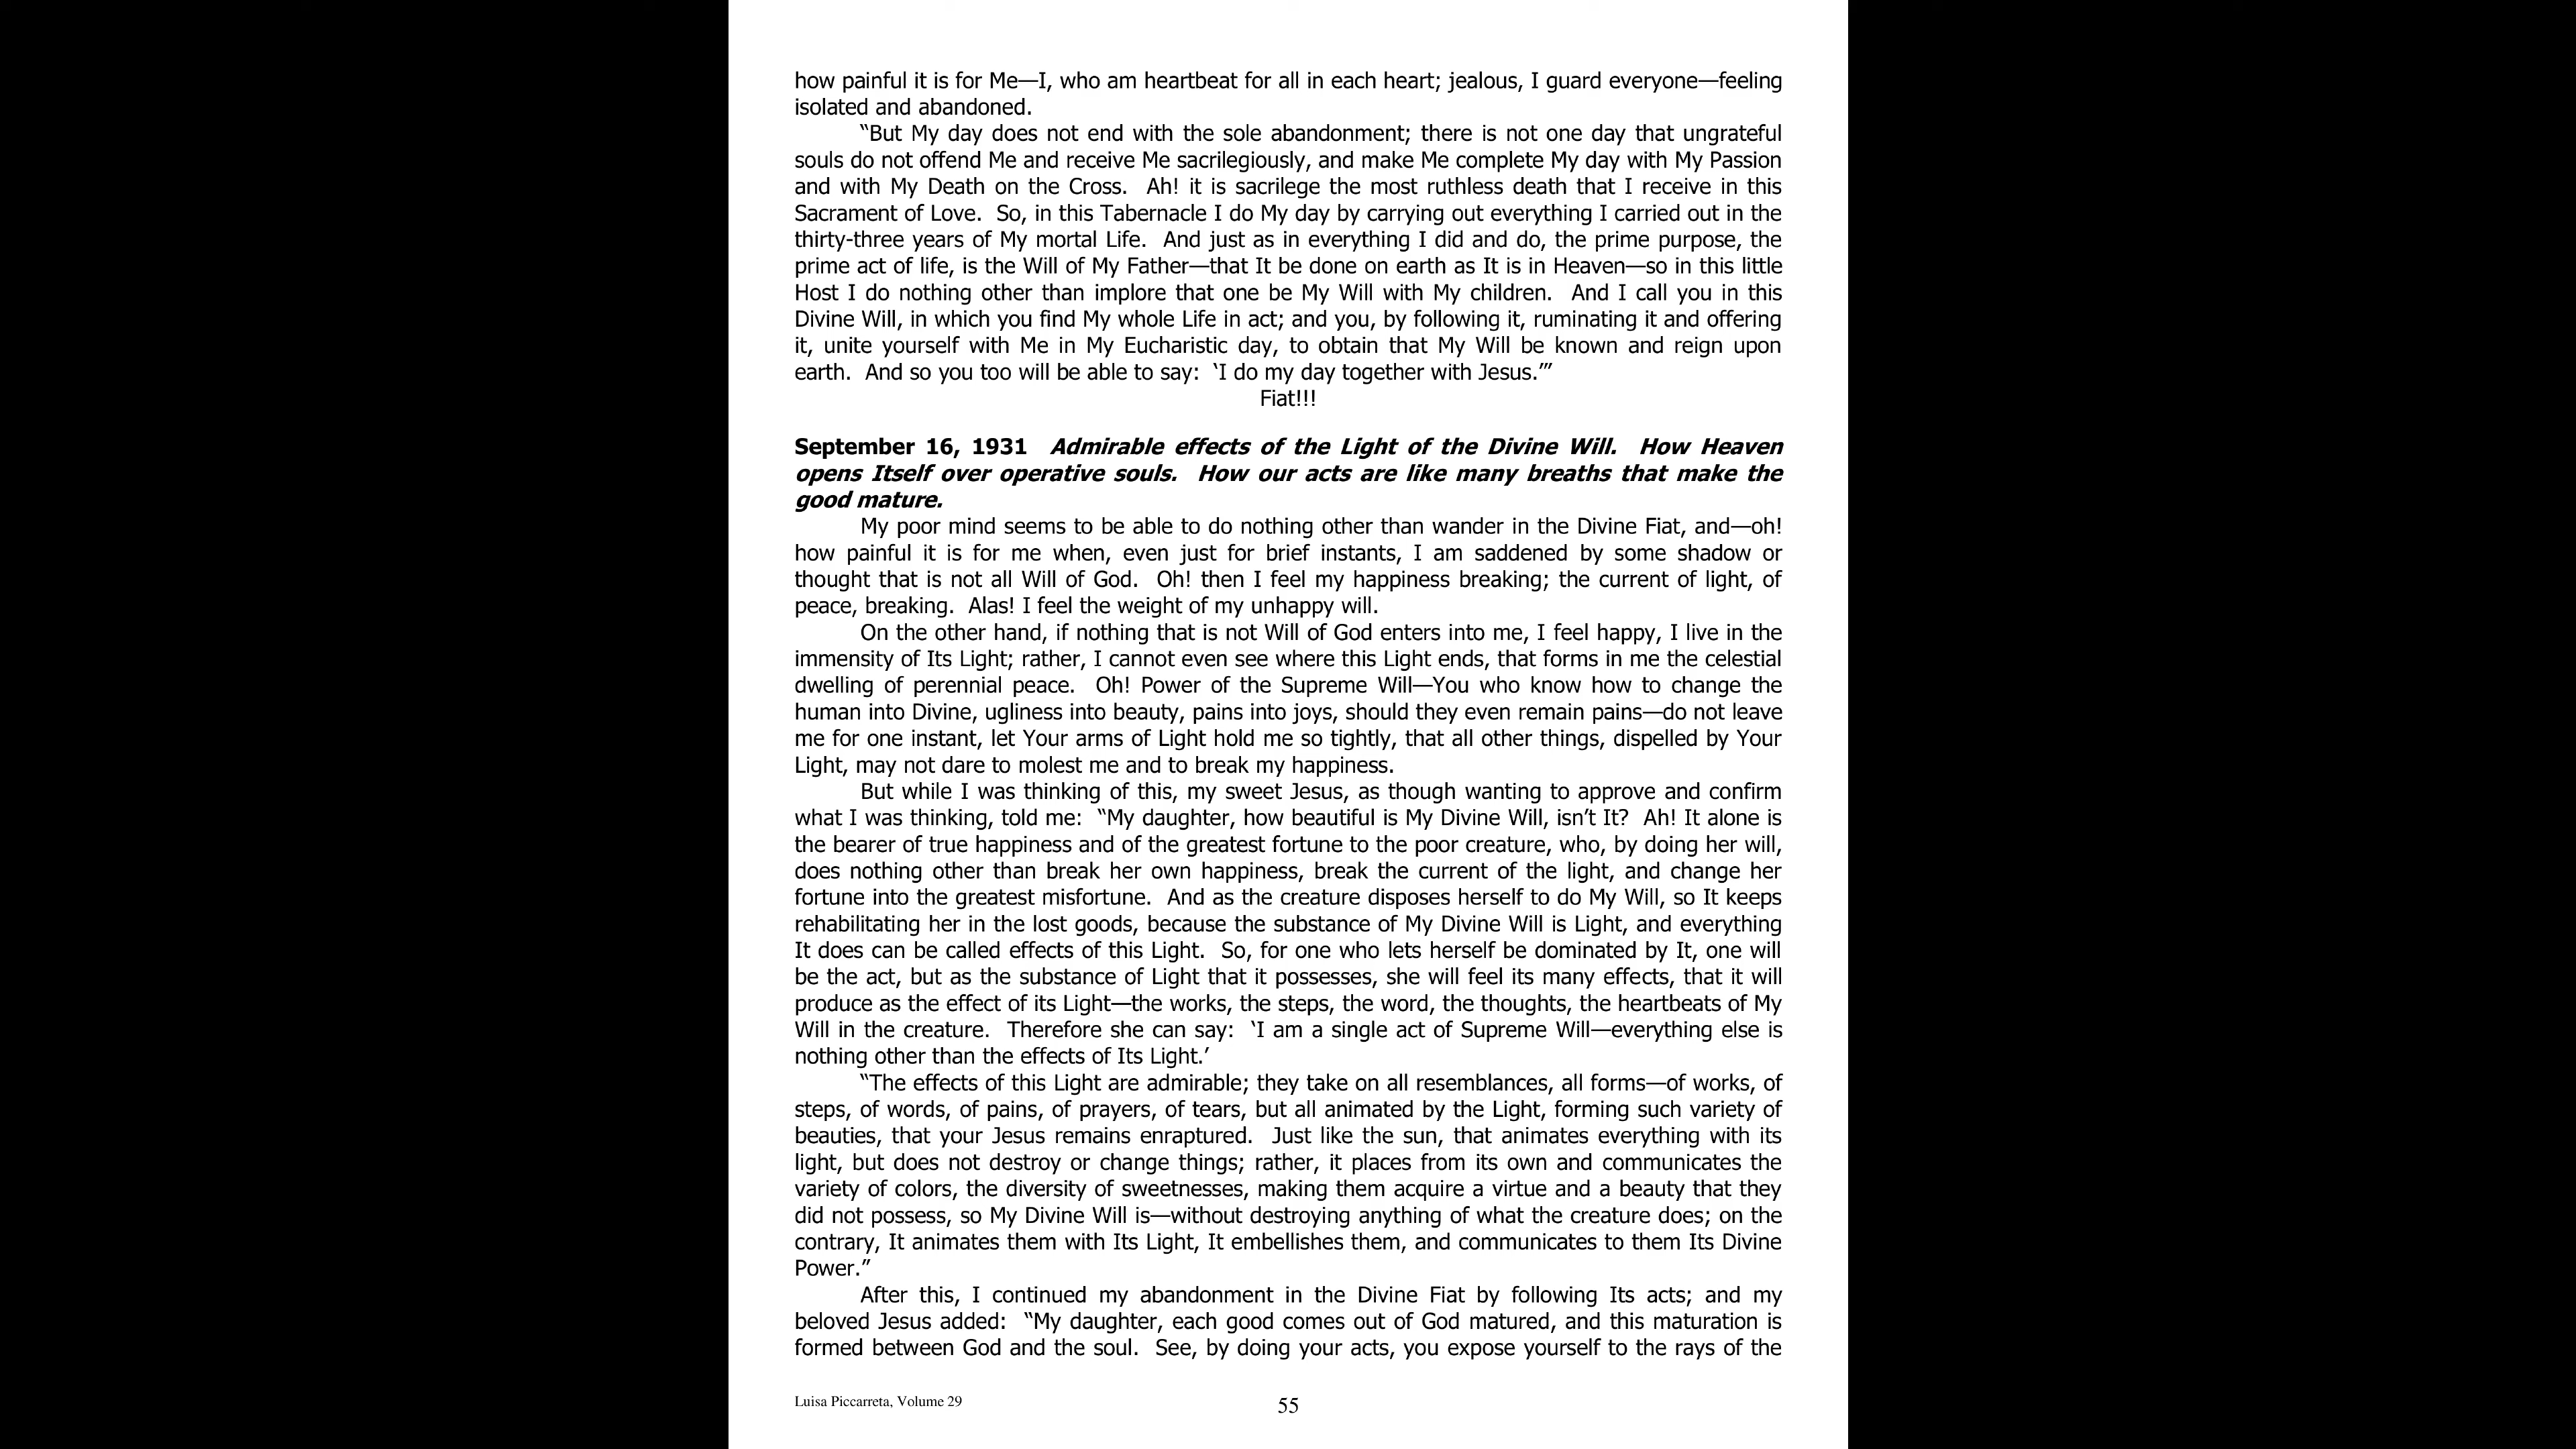 how painful it is for Me—I, who am heartbeat for all in each heart; jealous, I guard everyone—feeling
isolated and abandoned.
“But My day does not end with the sole abandonment; there is not one day that ungrateful
souls do not offend Me and receive Me sacrilegiously, and make Me complete My day with My Passion
and with My Death on the Cross.  Ah! it is sacrilege the most ruthless death that I receive in this
Sacrament of Love.  So, in this Tabernacle I do My day by carrying out everything I carried out in the
thirty-three years of My mortal Life.  And just as in everything I did and do, the prime purpose, the
prime act of life, is the Will of My Father—that It be done on earth as It is in Heaven—so in this little
Host I do nothing other than implore that one be My Will with My children.  And I call you in this
Divine Will, in which you find My whole Life in act; and you, by following it, ruminating it and offering
it, unite yourself with Me in My Eucharistic day, to obtain that My Will be known and reign upon
earth.  And so you too will be able to say:  ‘I do my day together with Jesus.’”
Fiat!!!
September 16, 1931  Admirable effects of the Light of the Divine Will.  How Heaven
opens Itself over operative souls.  How our acts are like many breaths that make the
good mature.
My poor mind seems to be able to do nothing other than wander in the Divine Fiat, and—oh!
how painful it is for me when, even just for brief instants, I am saddened by some shadow or
thought that is not all Will of God.  Oh! then I feel my happiness breaking; the current of light, of
peace, breaking.  Alas! I feel the weight of my unhappy will.
On the other hand, if nothing that is not Will of God enters into me, I feel happy, I live in the
immensity of Its Light; rather, I cannot even see where this Light ends, that forms in me the celestial
dwelling of perennial peace.  Oh! Power of the Supreme Will—You who know how to change the
human into Divine, ugliness into beauty, pains into joys, should they even remain pains—do not leave
me for one instant, let Your arms of Light hold me so tightly, that all other things, dispelled by Your
Light, may not dare to molest me and to break my happiness.
But while I was thinking of this, my sweet Jesus, as though wanting to approve and confirm
what I was thinking, told me:  “My daughter, how beautiful is My Divine Will, isn’t It?  Ah! It alone is
the bearer of true happiness and of the greatest fortune to the poor creature, who, by doing her will,
does nothing other than break her own happiness, break the current of the light, and change her
fortune into the greatest misfortune.  And as the creature disposes herself to do My Will, so It keeps
rehabilitating her in the lost goods, because the substance of My Divine Will is Light, and everything
It does can be called effects of this Light.  So, for one who lets herself be dominated by It, one will
be the act, but as the substance of Light that it possesses, she will feel its many effects, that it will
produce as the effect of its Light—the works, the steps, the word, the thoughts, the heartbeats of My
Will in the creature.  Therefore she can say:  ‘I am a single act of Supreme Will—everything else is
nothing other than the effects of Its Light.’
“The effects of this Light are admirable; they take on all resemblances, all forms—of works, of
steps, of words, of pains, of prayers, of tears, but all animated by the Light, forming such variety of
beauties, that your Jesus remains enraptured.  Just like the sun, that animates everything with its
light, but does not destroy or change things; rather, it places from its own and communicates the
variety of colors, the diversity of sweetnesses, making them acquire a virtue and a beauty that they
did not possess, so My Divine Will is—without destroying anything of what the creature does; on the
contrary, It animates them with Its Light, It embellishes them, and communicates to them Its Divine
Power.”
After this, I continued my abandonment in the Divine Fiat by following Its acts; and my
beloved Jesus added:  “My daughter, each good comes out of God matured, and this maturation is
formed between God and the soul.  See, by doing your acts, you expose yourself to the rays of the
Luisa Piccarreta, Volume 29
55